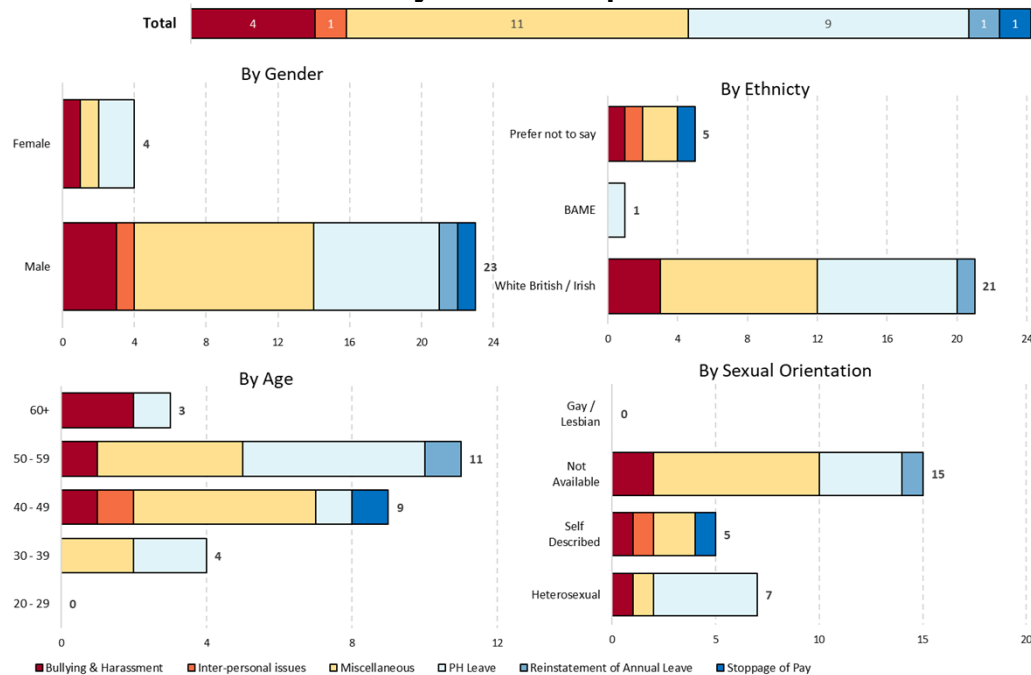 Total 4 1 11 9 1 1
By Gender
Female 4
Male 23
0 4 8 12 16 20 24
By Ethnicty
Prefer not to say 5
BAME 1
White British / Irish 21
0 4 8 12 16 20 24
By Age
60+ 3
50 - 59 11
40 - 49 9
30 - 39 4
20 - 29 0
0 4 8 12
By Sexual Orientation
Gay /
Lesbian 0
Not
Available 15
Self
Described 5
Heterosexual 7
0 5 10 15 20
Bullying & Harassment Inter-personal issues Miscellaneous PH Leave Reinstatement of Annual Leave Stoppage of Pay